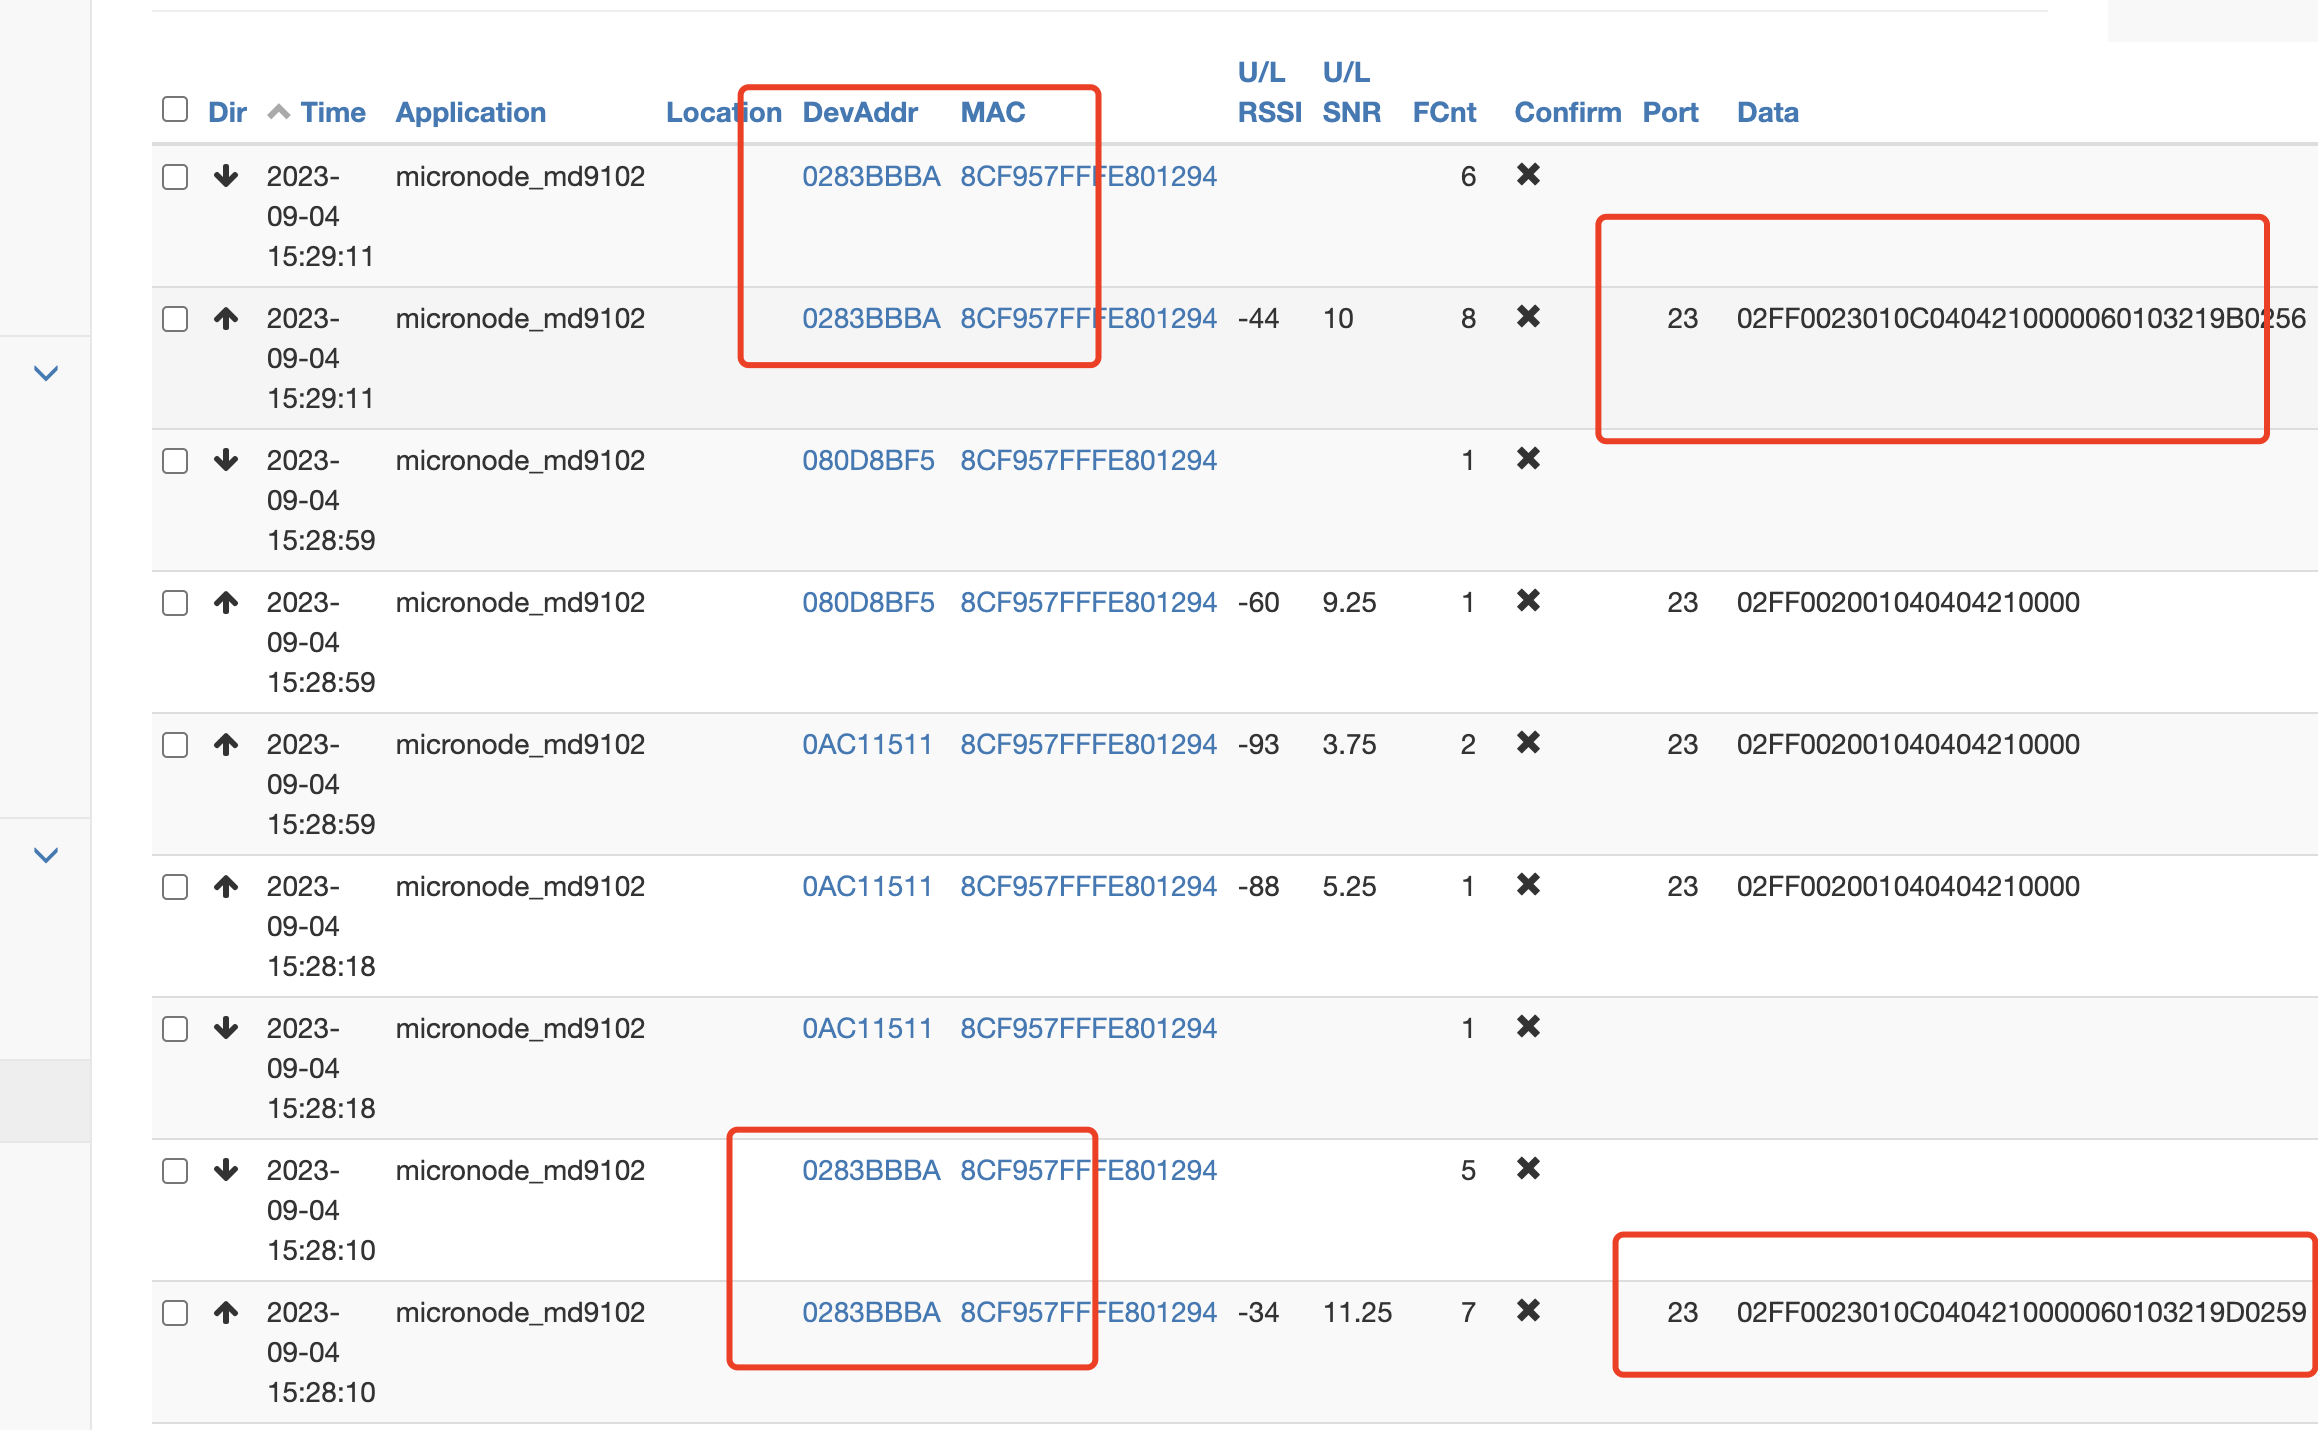 U/L U/L
Dir Time Application Location DevAddr MAC RSSI SNR FCnt Confirm Port Data
2023- micronode_md9102 0283BBBA 8CF957FFFE801294 6
09-04
15:29:11
2023- micronode_md9102 0283BBBA 8CF957FFFE801294 -44 10 8 23 02FF0023010C0404210000060103219B0256
09-04
15:29:11
2023- micronode_md9102 080D8BF5 8CF957FFFE801294 1
09-04
15:28:59
2023- micronode_md9102 080D8BF5 8CF957FFFE801294 -60 9.25 1 23 02FF002001040404210000
09-04
15:28:59
2023- micronode_md9102 0AC11511 8CF957FFFE801294 -93 3.75 2 23 02FF002001040404210000
09-04
15:28:59
2023- micronode_md9102 0AC11511 8CF957FFFE801294 -88 5.25 1 23 02FF002001040404210000
09-04
15:28:18
2023- micronode_md9102 0AC11511 8CF957FFFE801294 1
09-04
15:28:18
2023- micronode_md9102 0283BBBA 8CF957FFFE801294 5
09-04
15:28:10
2023- micronode_md9102 0283BBBA 8CF957FFFE801294 -34 11.25 7 23 02FF0023010C0404210000060103219D0259
09-04
15:28:10